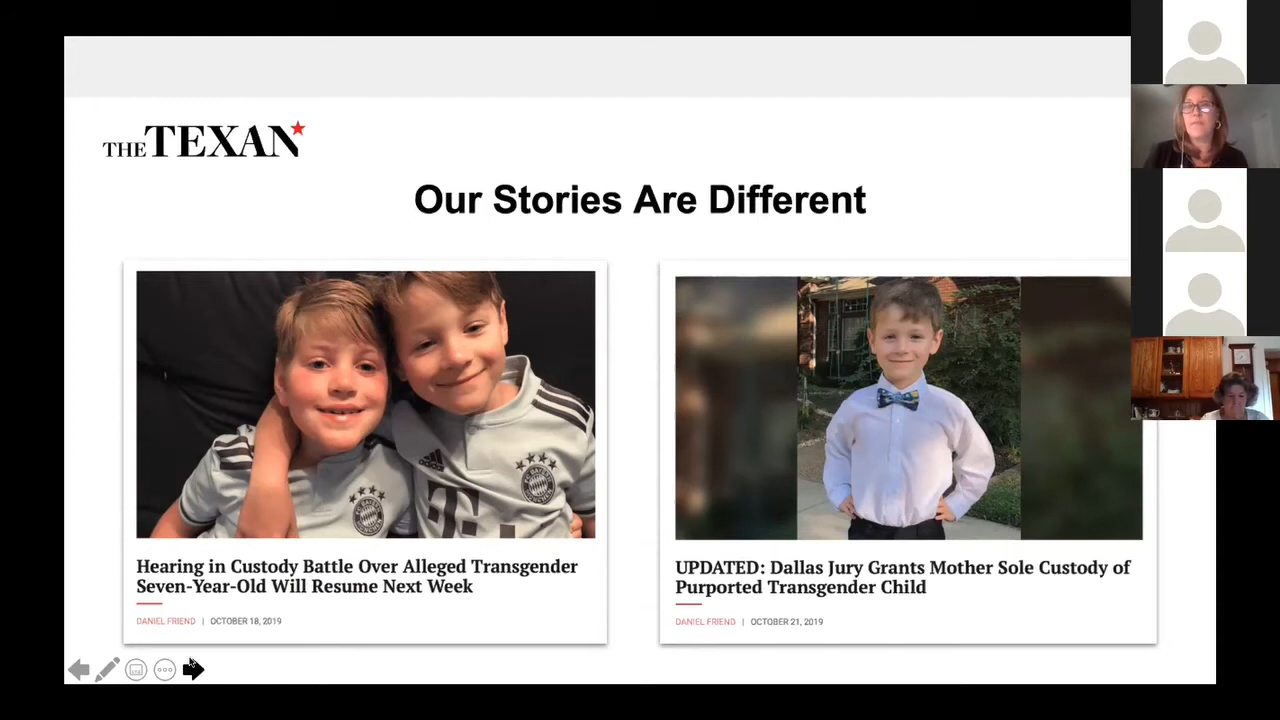 THE TEXAN
Our Stories Are Different
Hearing in Custody Battle Over Alleged Transgender
Seven-Year-Old Will Resume Next Week
DANIEL FRIEND | OCTOBER 18, 2019
UPDATED: Dallas Jury Grants Mother Sole Custody of
Purported Transgender Child
DANIEL FRIEND | OCTOBER 21, 2019